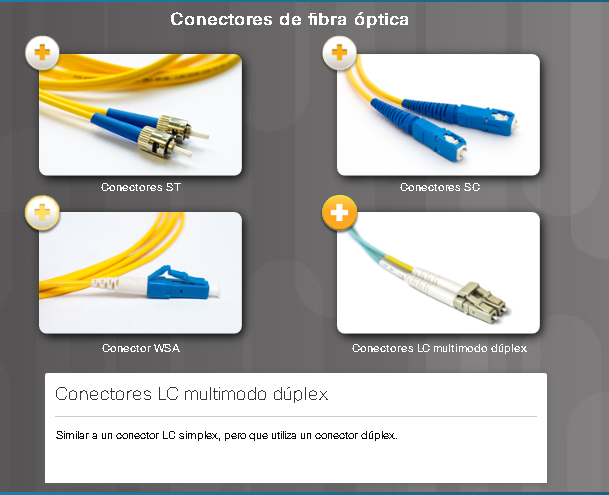 Conectores de fibra óptica
Conectores ST
Conectores SC
Conector WSA
Conectores LC multimodo dúplex
Conectores LC multimodo dúplex
Similar a un conector LC simplex, pero que utiliza un conector dúplex.